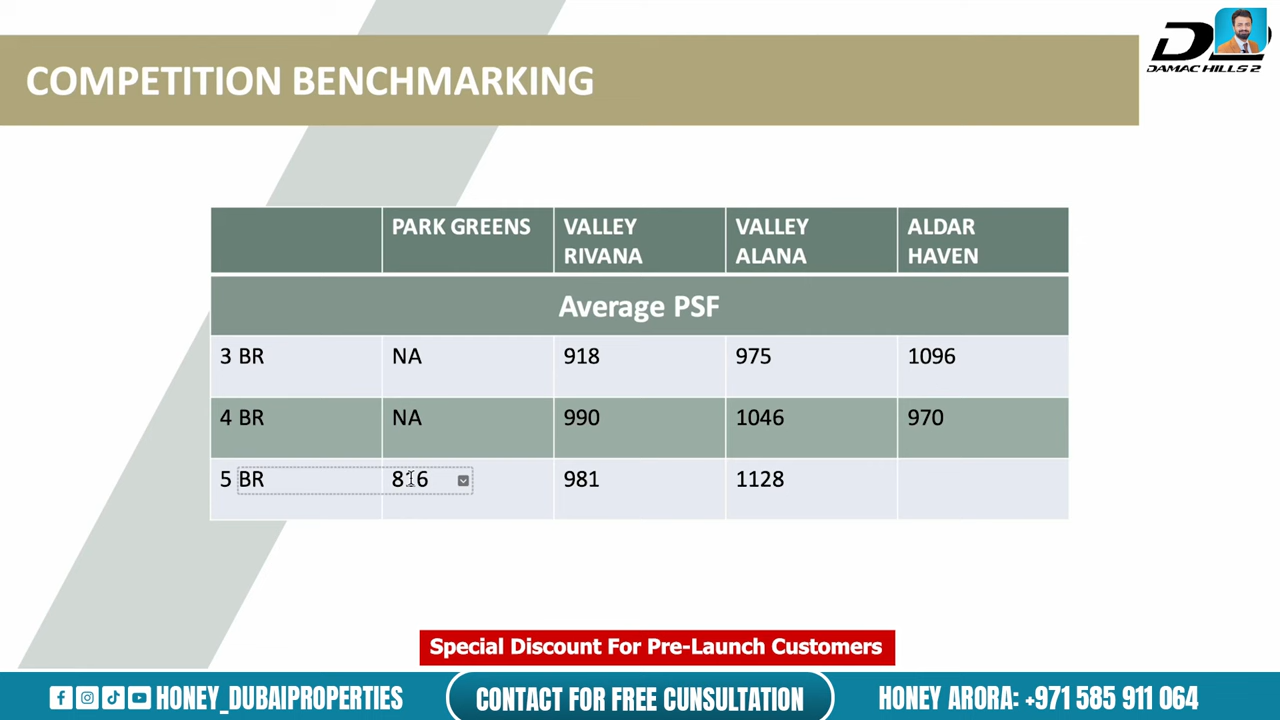 COMPETITION BENCHMARKING
DAMAC HILLS 2
PARK GREENS
VALLEY RIVANA
VALLEY ALANA
ALDAR HAVEN
Average PSF
3 BR NA 918 975 1096
4 BR NA 990 1046 970
5 BR 816 981 1128
Special Discount For Pre-Launch Customers
HONEY_DUBAIPROPERTIES
CONTACT FOR FREE CUNSULTATION
HONEY ARORA: +971 585 911 064